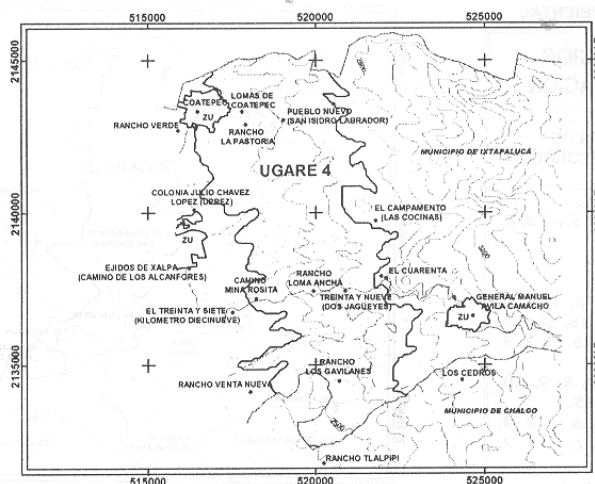 515000 520000 525000
2145000
COATEPEC
ZU
LOMAS DE
COATEPEC
RANCHO VERDE
RANCHO
LA PASTORIA
PUEBLO NUEVO
(SAN ISIDRO LABRADOR)
MUNICIPIO DE IXTAPALUCA
UGARE 4
2140000
COLONIA JULIO CHAVEZ
LOPEZ (UPREZ)
ZU
EL CAMPAMENTO
(LAS COCINAS)
EJIDOS DE XALPA
(CAMINO DE LOS ALCANFORES)
CAMINO
MINA ROSITA
RANCHO
LOMA ANCHA
EL CUARENTA
TREINTA Y NUEVE
(DOS JAGÜEYES)
GENERAL MANUEL
AVILA CAMACHO
ZU
EL TREINTA Y SIETE
(KILOMETRO DIECINUEVE)
2135000
RANCHO
LOS GAVILANES
RANCHO VENTA NUEVA
LOS CEDROS
MUNICIPIO DE CHALCO
2500
RANCHO TLALPIPI
515000 520000 525000